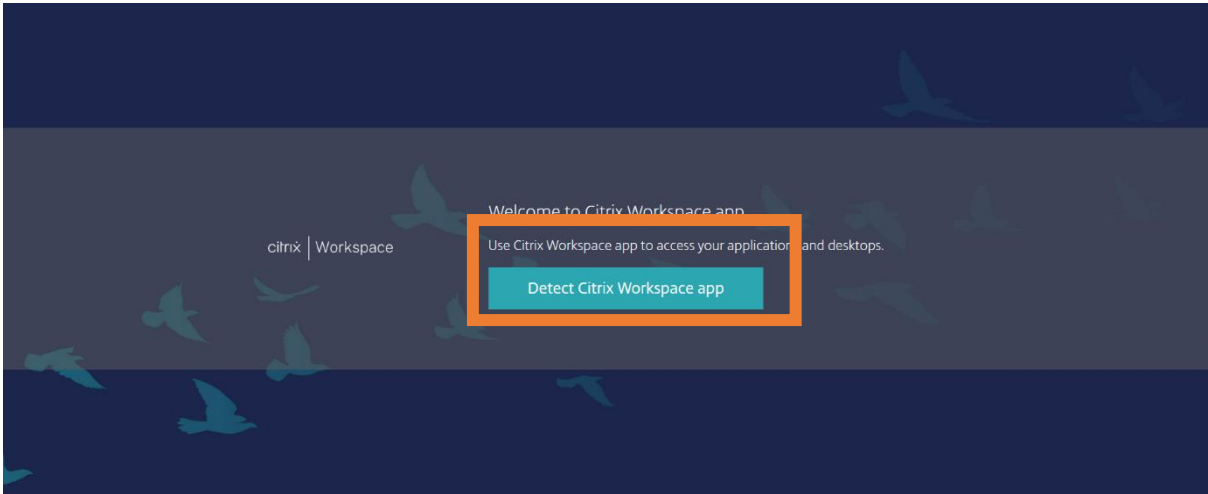 Welcome to Citrix Workspace app
citrix | Workspace
Use Citrix Workspace app to access your application and desktops.
Detect Citrix Workspace app